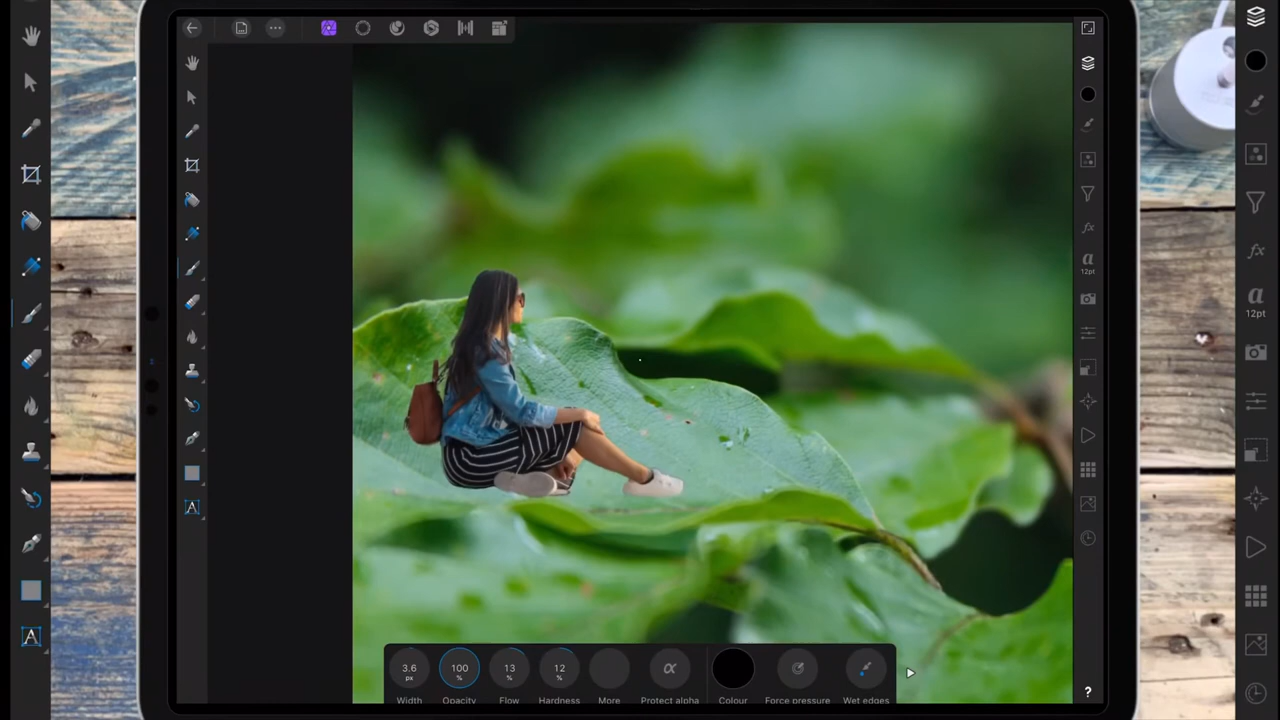 12pt
12pt
3.6
px
100
%
13
%
12
%
α
Width
Opacity
Flow
Hardness
More
Protect alpha
Colour
Force pressure
Wet edges
?